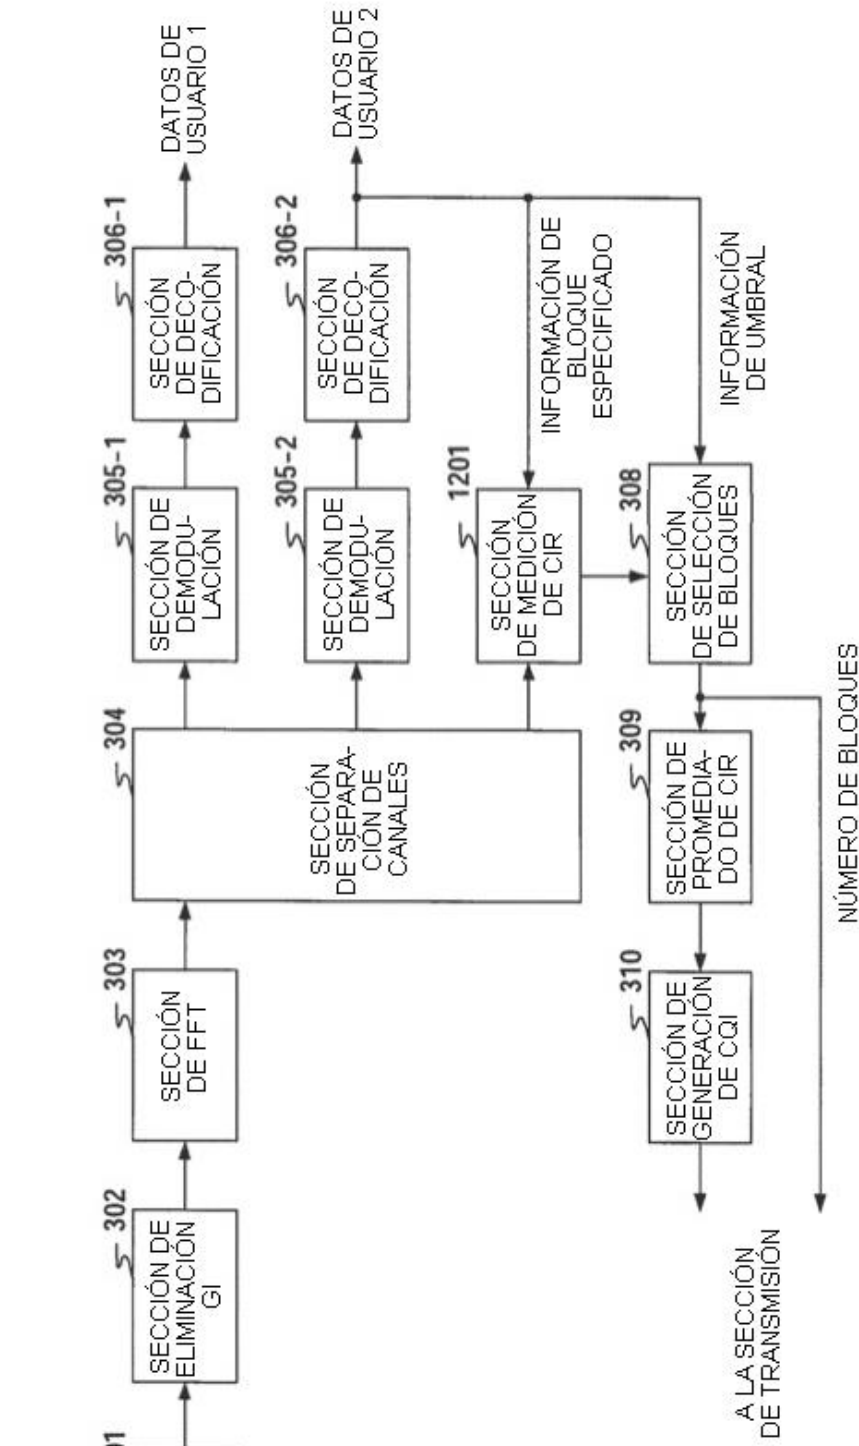 DATOS DE
USUARIO 1
DATOS DE
USUARIO 2
306-1
SECCIÓN
DE DECO-
DIFICACIÓN
306-2
SECCIÓN
DE DECO-
DIFICACIÓN
INFORMACIÓN DE
BLOQUE
ESPECIFICADO
INFORMACIÓN
DE UMBRAL
305-1
SECCIÓN DE
DEMODU-
LACIÓN
305-2
SECCIÓN DE
DEMODU-
LACIÓN
1201
SECCIÓN
DE MEDICIÓN
DE CIR
308
SECCIÓN
DE SELECCIÓN
DE BLOQUES
304
SECCIÓN
DE SEPARA-
CIÓN DE
CANALES
309
SECCIÓN DE
PROMEDIA-
DO DE CIR
NÚMERO DE BLOQUES
303
SECCIÓN
DE FFT
310
SECCIÓN DE
GENERACIÓN
DE CQI
302
SECCIÓN DE
ELIMINACIÓN
GI
A LA SECCIÓN
DE TRANSMISIÓN